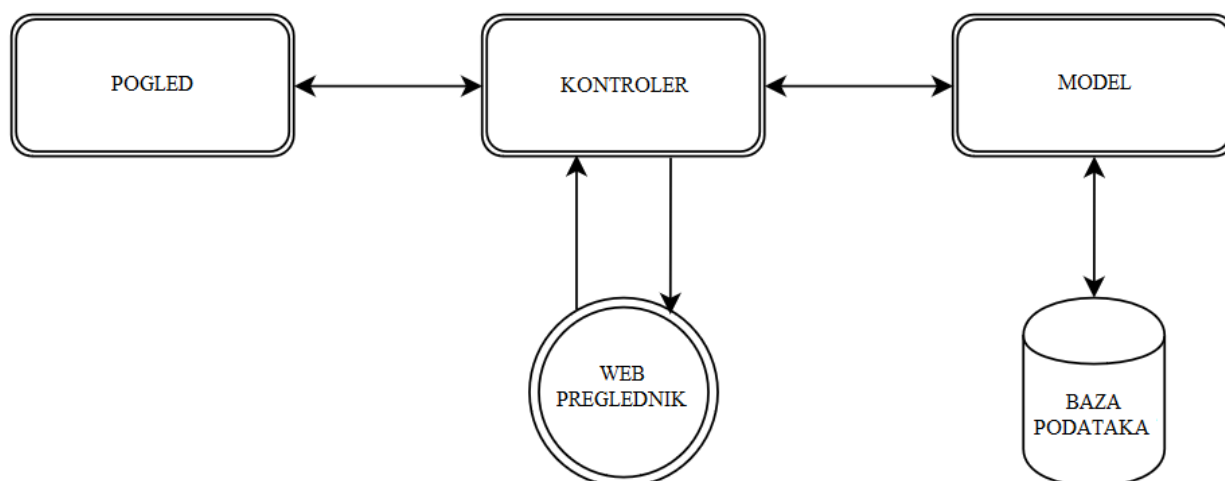 POGLED
KONTROLER
MODEL
WEB
PREGLEDNIK
BAZA
PODATAKA